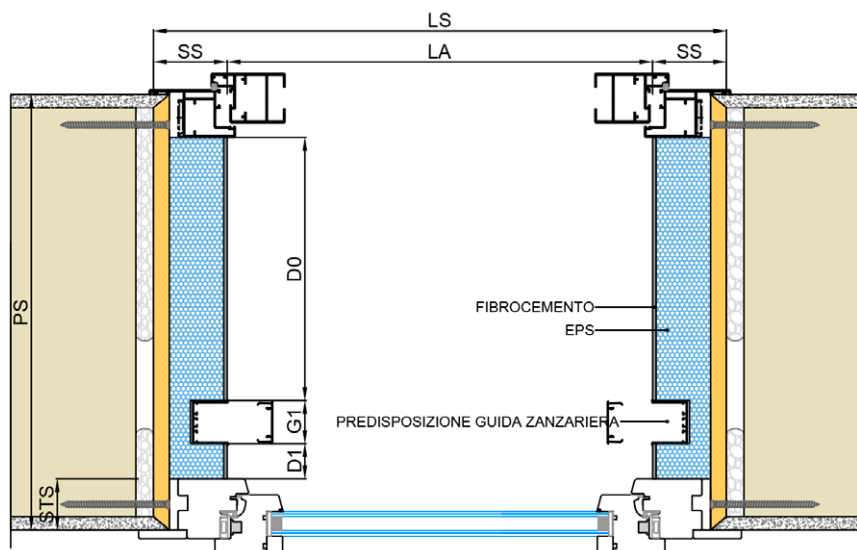 LS
SS
LA
SS
D0
PS
FIBROCEMENTO
EPS
G1
PREDISPOSIZIONE GUIDA ZANZARIERA
D1
STS